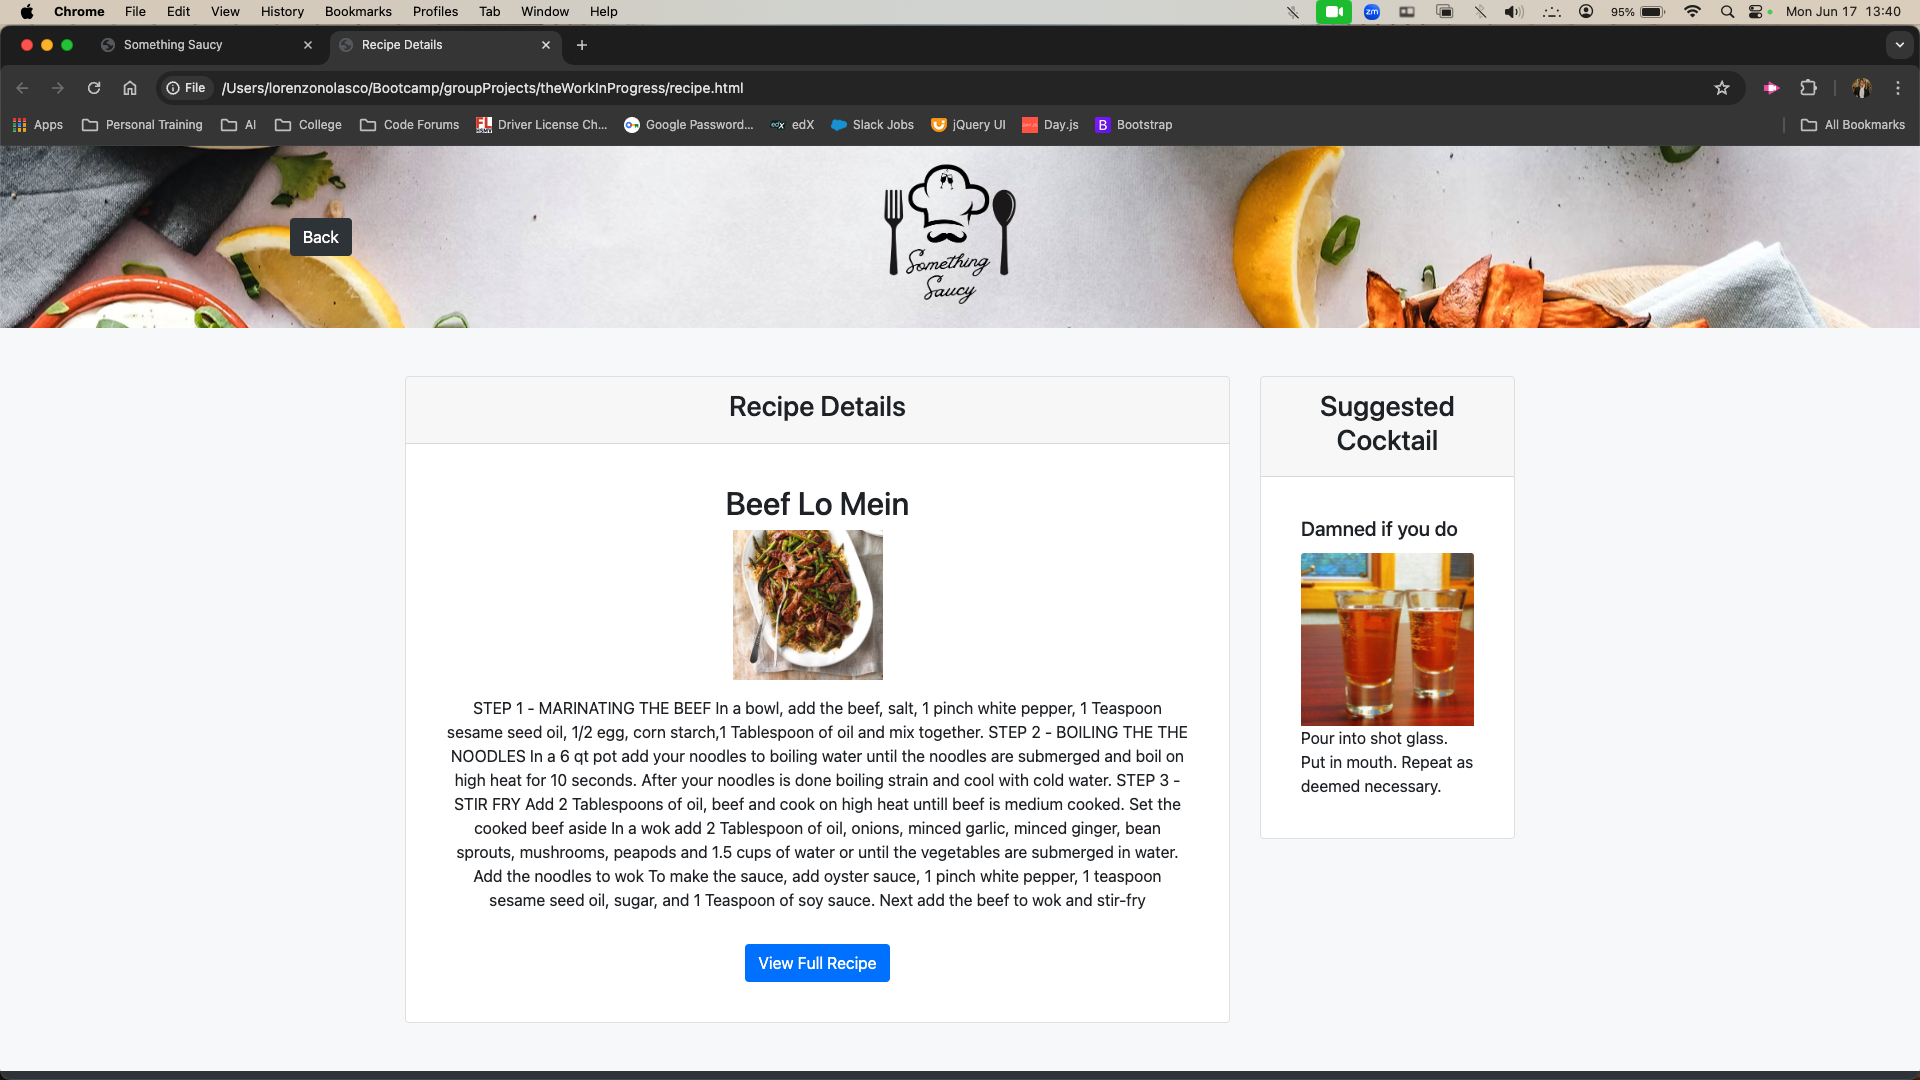 Chrome File Edit View History Bookmarks Profiles Tab Window Help zm 95% Mon Jun 17 13:40
Something Saucy Recipe Details
File /Users/lorenzonolasco/Bootcamp/groupProjects/theWorkInProgress/recipe.html
Apps Personal Training AI College Code Forums Driver License Ch... Google Password... edX edX Slack Jobs jQuery UI Day.js B Bootstrap All Bookmarks
Back
Something
Saucy
Recipe Details
Beef Lo Mein
STEP 1 - MARINATING THE BEEF In a bowl, add the beef, salt, 1 pinch white pepper, 1 Teaspoon
sesame seed oil, 1/2 egg, corn starch,1 Tablespoon of oil and mix together. STEP 2 - BOILING THE THE
NOODLES In a 6 qt pot add your noodles to boiling water until the noodles are submerged and boil on
high heat for 10 seconds. After your noodles is done boiling strain and cool with cold water. STEP 3 -
STIR FRY Add 2 Tablespoons of oil, beef and cook on high heat untill beef is medium cooked. Set the
cooked beef aside In a wok add 2 Tablespoon of oil, onions, minced garlic, minced ginger, bean
sprouts, mushrooms, peapods and 1.5 cups of water or until the vegetables are submerged in water.
Add the noodles to wok To make the sauce, add oyster sauce, 1 pinch white pepper, 1 teaspoon
sesame seed oil, sugar, and 1 Teaspoon of soy sauce. Next add the beef to wok and stir-fry
View Full Recipe
Suggested
Cocktail
Damned if you do
Pour into shot glass.
Put in mouth. Repeat as
deemed necessary.